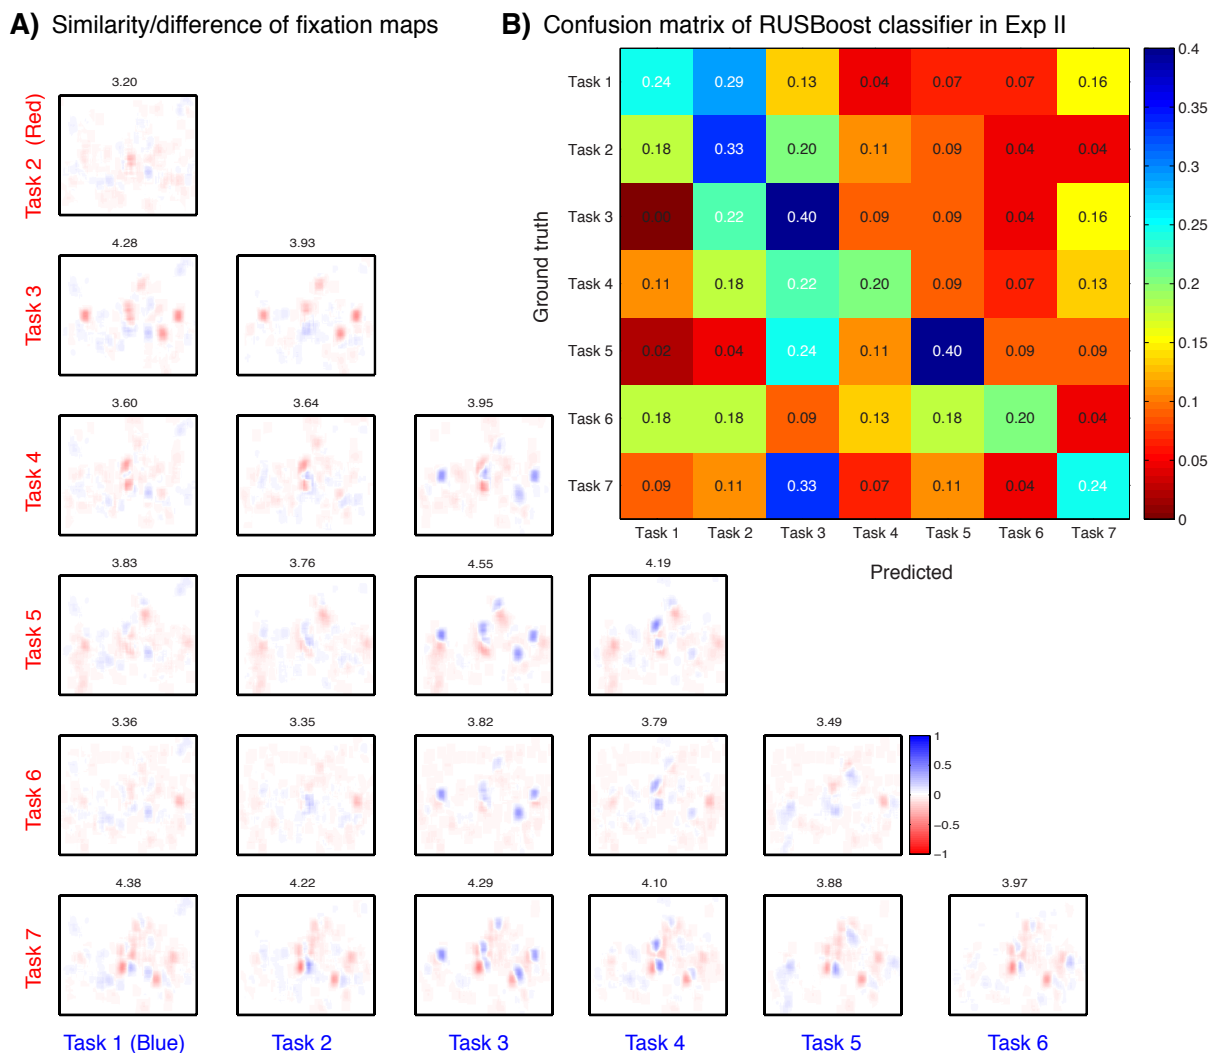 A) Similarity/difference of fixation maps
3.20
Task 2 (Red)
4.28 3.93
Task 3
3.60 3.64 3.95
Task 4
3.83 3.76 4.55 4.19
Task 5
3.36 3.35 3.82 3.79 3.49
Task 6
1
0.5
0
−0.5
−1
4.38 4.22 4.29 4.10 3.88 3.97
Task 7
Task 1 (Blue) Task 2 Task 3 Task 4 Task 5 Task 6
B) Confusion matrix of RUSBoost classifier in Exp II
Ground truth
Task 1 0.24 0.29 0.13 0.04 0.07 0.07 0.16
Task 2 0.18 0.33 0.20 0.11 0.09 0.04 0.04
Task 3 0.00 0.22 0.40 0.09 0.09 0.04 0.16
Task 4 0.11 0.18 0.22 0.20 0.09 0.07 0.13
Task 5 0.02 0.04 0.24 0.11 0.40 0.09 0.09
Task 6 0.18 0.18 0.09 0.13 0.18 0.20 0.04
Task 7 0.09 0.11 0.33 0.07 0.11 0.04 0.24
Task 1 Task 2 Task 3 Task 4 Task 5 Task 6 Task 7
Predicted
0.4
0.35
0.3
0.25
0.2
0.15
0.1
0.05
0